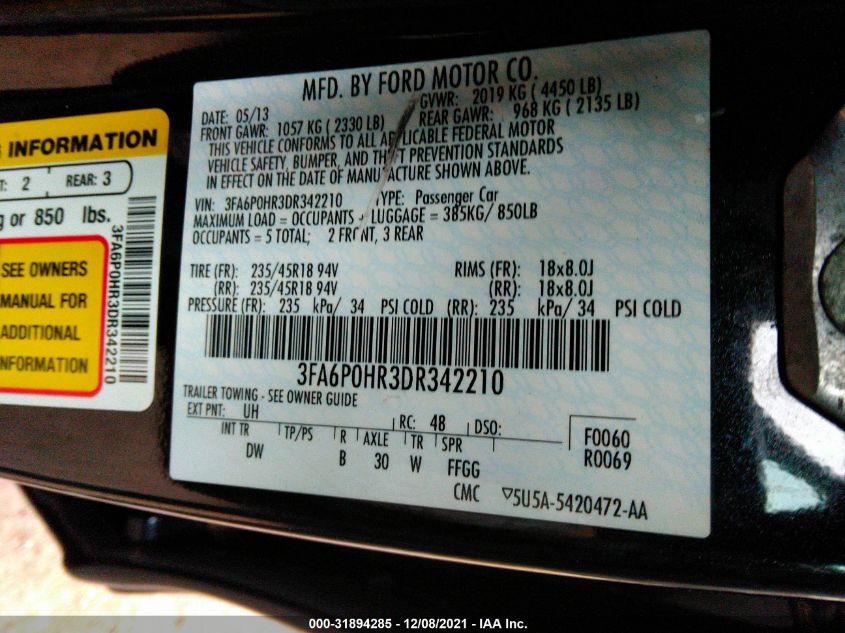 MFD. BY FORD MOTOR CO.
DATE: 05/13 GVWR: 2019 KG ( 4450 LB)
FRONT GAWR: 1057 KG ( 2330 LB) REAR GAWR: 968 KG ( 2135 LB)
THIS VEHICLE CONFORMS TO ALL APPLICABLE FEDERAL MOTOR
VEHICLE SAFETY, BUMPER, AND THEFT PREVENTION STANDARDS
IN EFFECT ON THE DATE OF MANUFACTURE SHOWN ABOVE.
VIN: 3FA6P0HR3DR342210 TYPE: Passenger Car
MAXIMUM LOAD = OCCUPANTS + LUGGAGE = 385KG/ 850LB
OCCUPANTS = 5 TOTAL; 2 FRONT, 3 REAR
TIRE (FR): 235/45R18 94V RIMS (FR): 18x8.0J
(RR): 235/45R18 94V (RR): 18x8.0J
PRESSURE (FR): 235 kPa/ 34 PSI COLD (RR): 235 kPa/ 34 PSI COLD
3FA6P0HR3DR342210
TRAILER TOWING - SEE OWNER GUIDE
EXT PNT: UH RC: 48 DSO:
INT TR TP/PS R AXLE TR SPR
DW B 30 W FFGG
F0060
R0069
CMC ▽5U5A-5420472-AA
INFORMATION
: 2 REAR: 3
or 850 lbs.
SEE OWNERS
MANUAL FOR
ADDITIONAL
INFORMATION
3FA6P0HR3DR342210
000-31894285 - 12/08/2021 - IAA Inc.